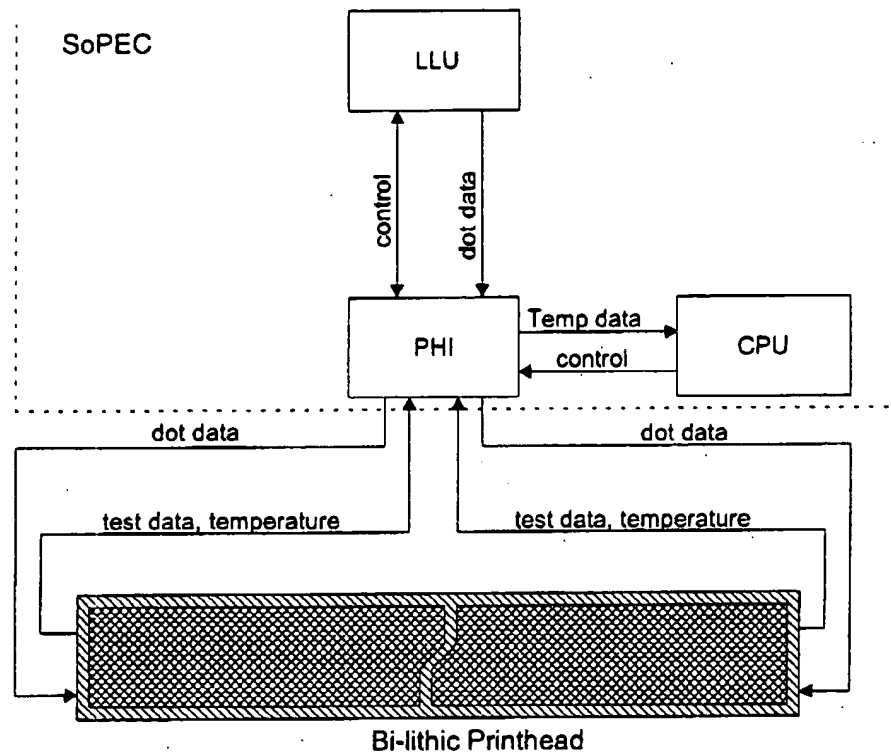 SoPEC
LLU
control
dot data
PHI
Temp data
control
CPU
dot data
dot data
test data, temperature
test data, temperature
Bi-lithic Printhead